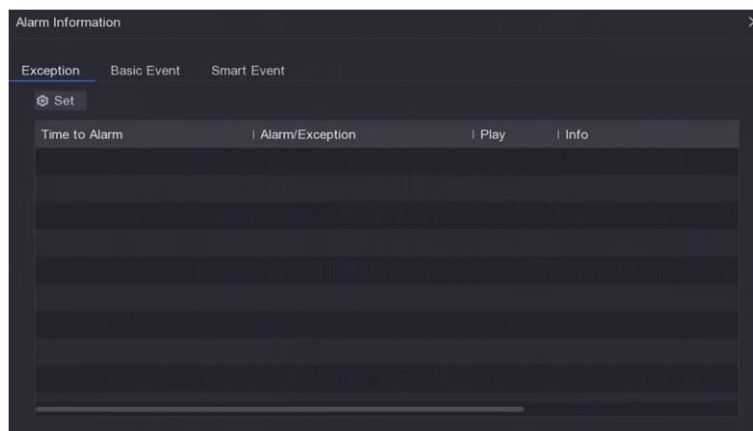 Alarm Information
Exception Basic Event Smart Event
Set
Time to Alarm Alarm/Exception Play Info